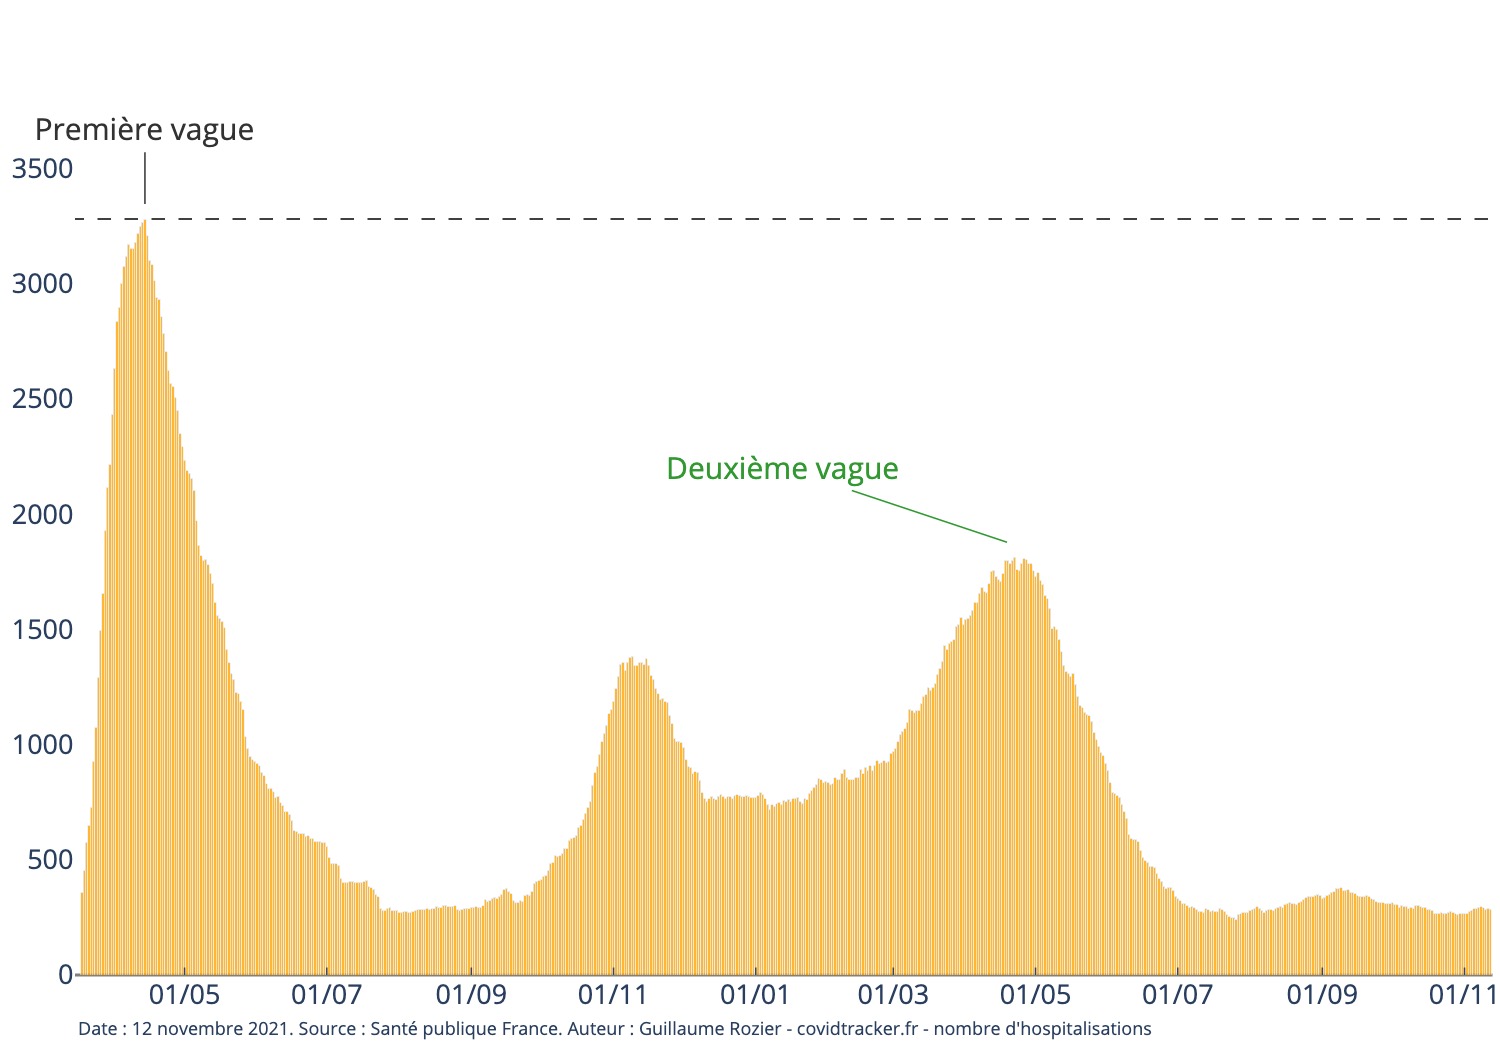 Première vague
3500
3000
2500
Deuxième vague
2000
1500
1000
500
0
01/05 01/07 01/09 01/11 01/01 01/03 01/05 01/07 01/09 01/11
Date : 12 novembre 2021. Source : Santé publique France. Auteur : Guillaume Rozier - covidtracker.fr - nombre d'hospitalisations